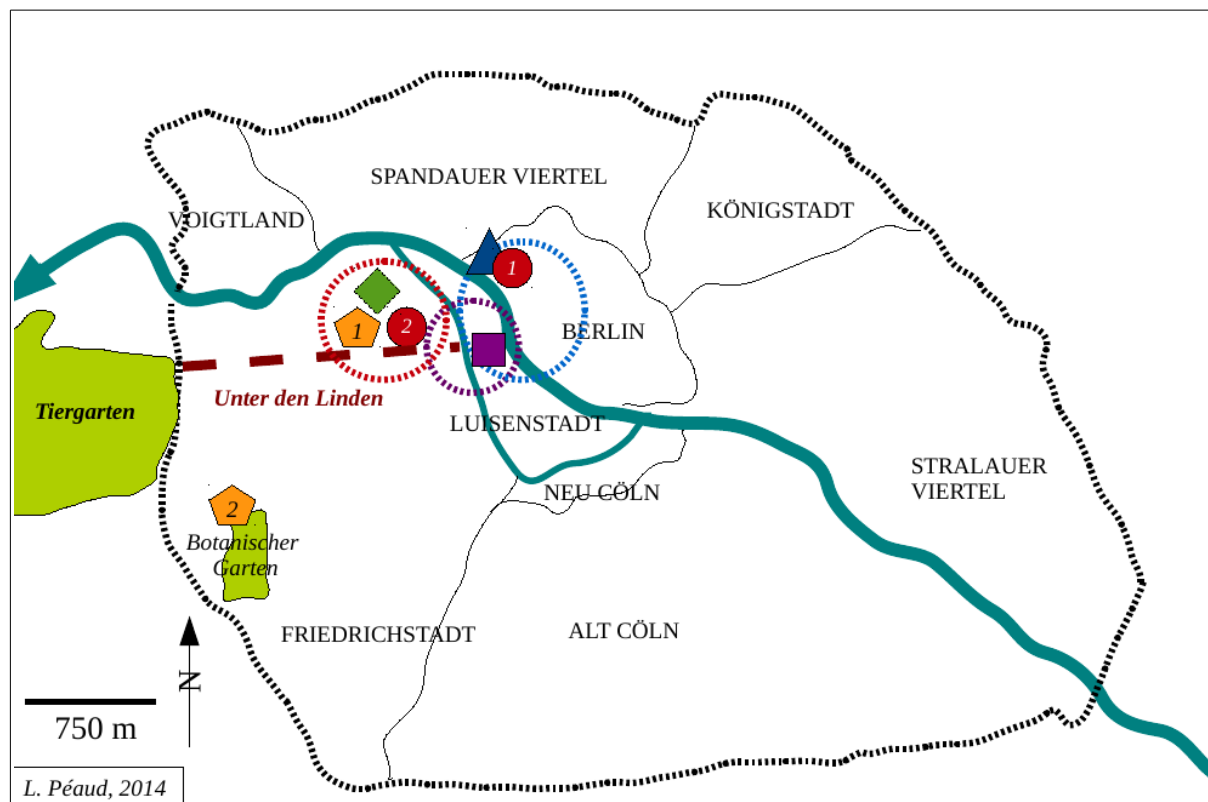 SPANDAUER VIERTEL
VOIGTLAND
KÖNIGSTADT
1
BERLIN
1
2
Unter den Linden
Tiergarten
LUISENSTADT
STRALAUER
VIERTEL
NEU CÖLN
2
Botanischer
Garten
FRIEDRICHSTADT
ALT CÖLN
N
750 m
L. Péaud, 2014